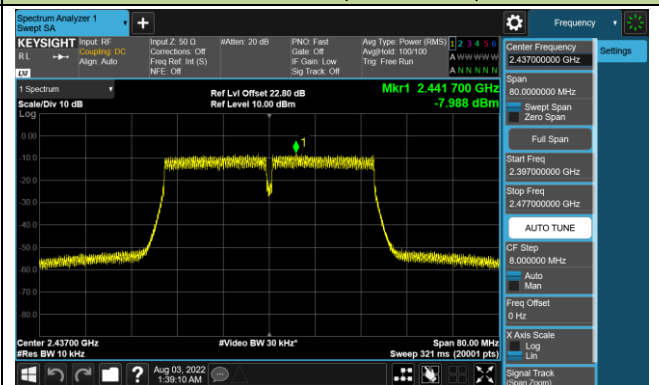 Spectrum Analyzer 1
Swept SA
Frequency
KEYSIGHT
RL
LXI
Input: RF
Coupling: DC
Align: Auto
Input Z: 50 Ω
Corrections: Off
Freq Ref: Int (S)
NFE: Off
#Atten: 20 dB
PNO: Fast
Gate: Off
IF Gain: Low
Sig Track: Off
Avg Type: Power (RMS)
Avg|Hold: 100/100
Trig: Free Run
1 2 3 4 5 6
A W W W W W
A N N N N N
1 Spectrum
Scale/Div 10 dB
Log
Ref Lvl Offset 22.80 dB
Ref Level 10.00 dBm
Mkr1 2.441 700 GHz
-7.988 dBm
1
0.00
-10.0
-20.0
-30.0
-40.0
-50.0
-60.0
-70.0
-80.0
Center 2.43700 GHz
#Res BW 10 kHz
#Video BW 30 kHz*
Span 80.00 MHz
Sweep 321 ms (20001 pts)
Aug 03, 2022
1:39:10 AM
Center Frequency
2.437000000 GHz
Settings
Span
80.0000000 MHz
Swept Span
Zero Span
Full Span
Start Freq
2.397000000 GHz
Stop Freq
2.477000000 GHz
AUTO TUNE
CF Step
8.000000 MHz
Auto
Man
Freq Offset
0 Hz
X Axis Scale
Log
Lin
Signal Track
(Span Zoom)